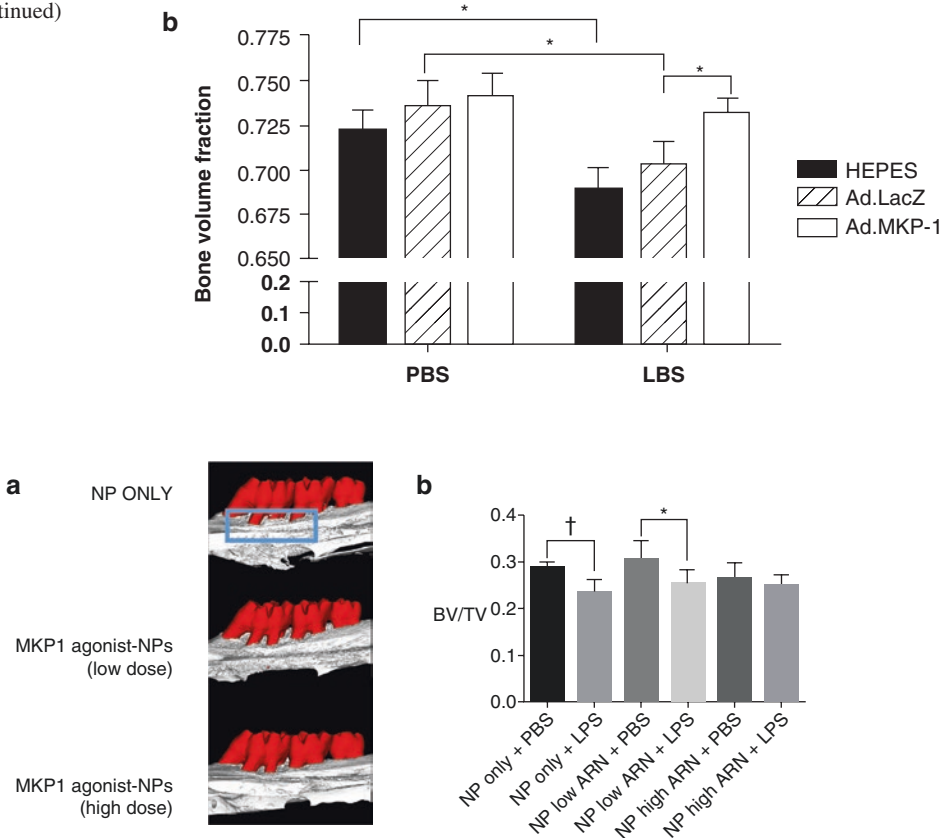 tinued)
b
*
*
*
0.775
0.750
0.725
0.700
0.675
0.650
0.2
0.1
0.0
Bone volume fraction
PBS
LBS
HEPES
Ad.LacZ
Ad.MKP-1
a
NP ONLY
MKP1 agonist-NPs
(low dose)
MKP1 agonist-NPs
(high dose)
b
†
*
0.4
0.3
0.2
0.1
0.0
BV/TV
NP only + PBS
NP only + LPS
NP low ARN + PBS
NP low ARN + LPS
NP high ARN + PBS
NP high ARN + LPS